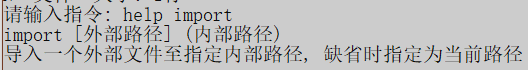 请输入指令: help import
import [外部路径] (内部路径)
导入一个外部文件至指定内部路径, 缺省时指定为当前路径